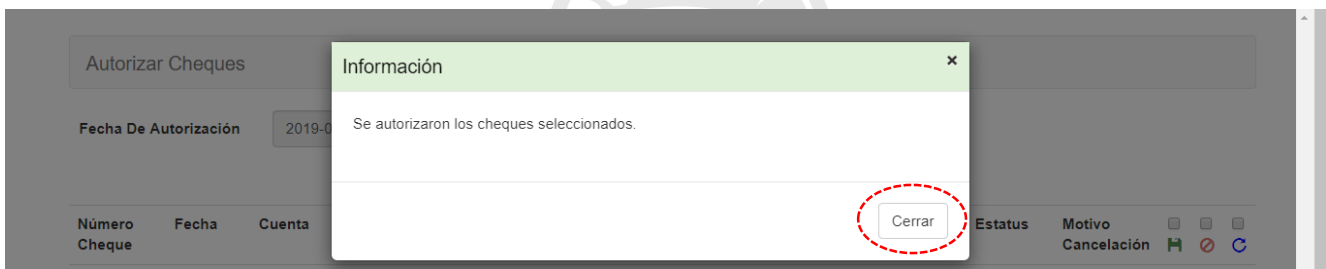 Autorizar Cheques
Información
×
Fecha De Autorización
2019-0
Se autorizaron los cheques seleccionados.
Cerrar
Número Cheque
Fecha
Cuenta
Estatus
Motivo Cancelación